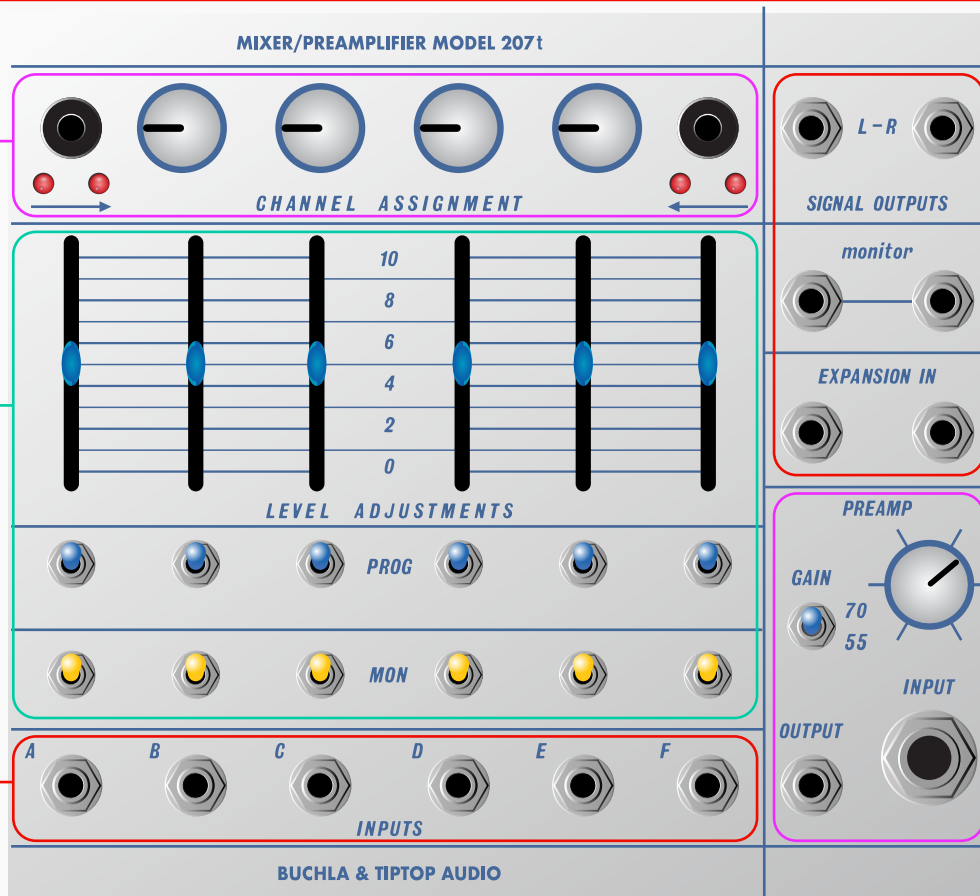 MIXER/PREAMPLIFIER MODEL 207t
L-R
CHANNEL ASSIGNMENT
SIGNAL OUTPUTS
monitor
10
8
6
4
2
0
EXPANSION IN
LEVEL ADJUSTMENTS
PREAMP
PROG
GAIN
70
55
MON
INPUT
OUTPUT
A B C D E F
INPUTS
BUCHLA & TIPTOP AUDIO